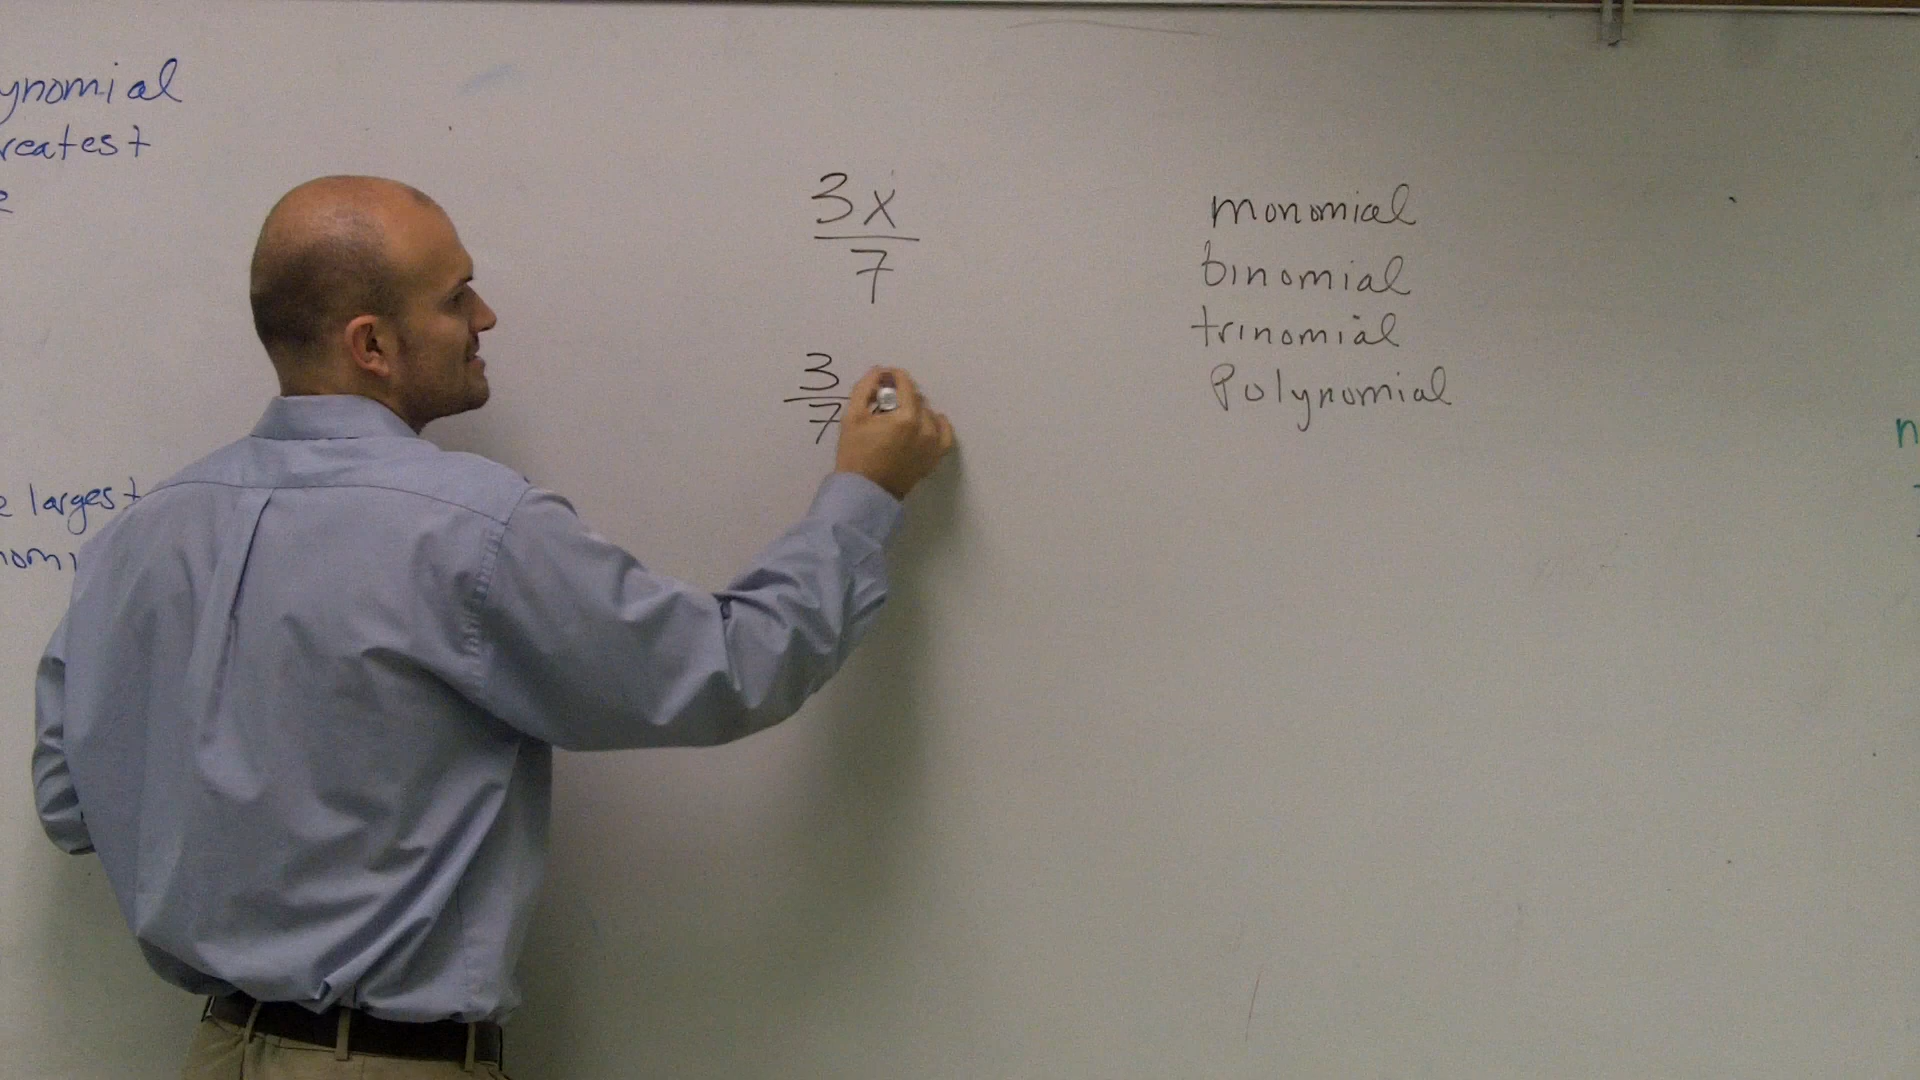 ynomial
reatest
e
e largest
nomi
3x
7
3
7
monomial
binomial
trinomial
Polynomial
n